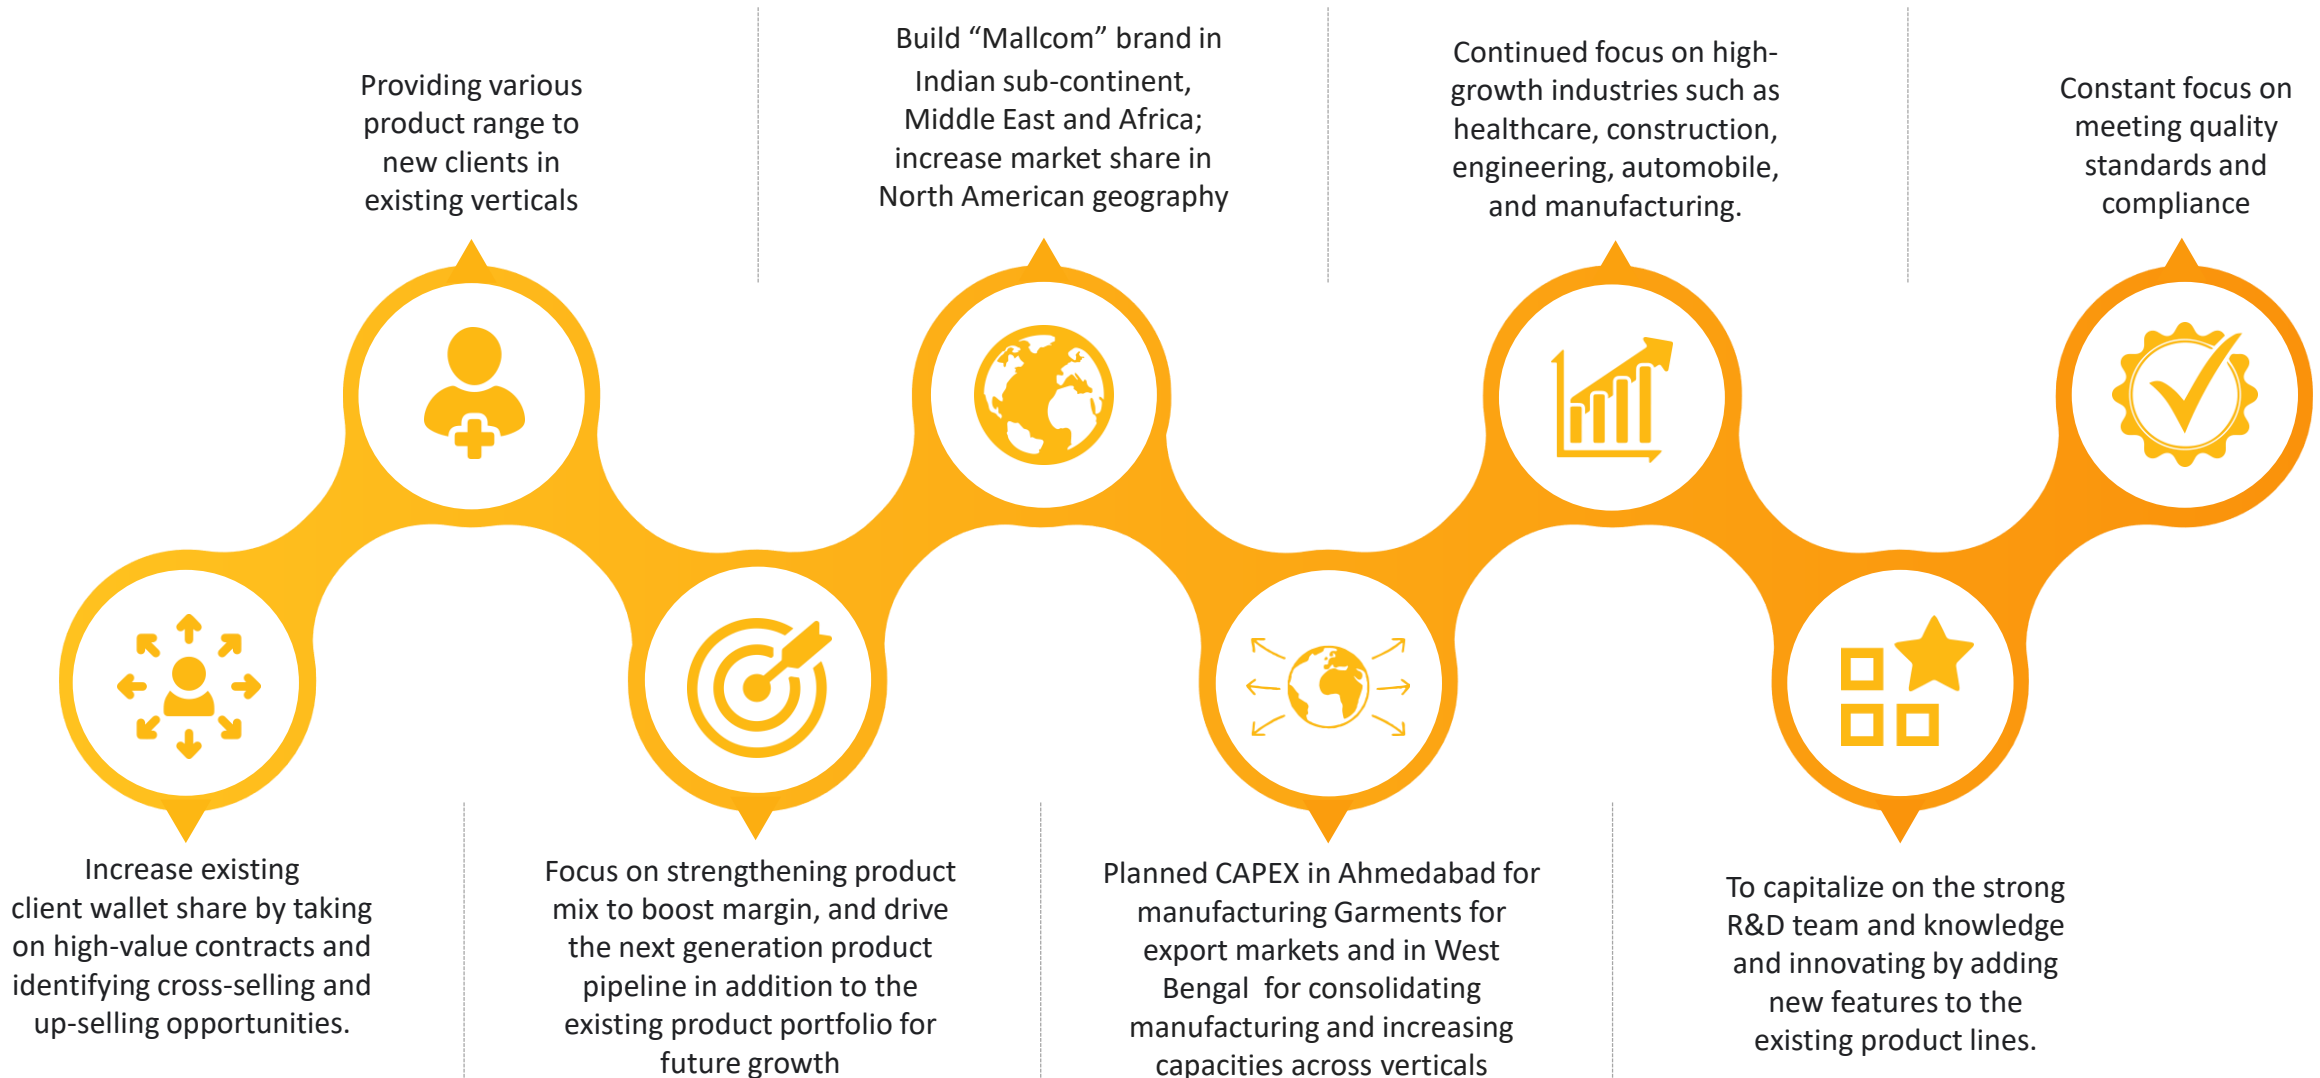 Providing various
product range to
new clients in
existing verticals
Build “Mallcom” brand in
Indian sub-continent,
Middle East and Africa;
increase market share in
North American geography
Continued focus on high-
growth industries such as
healthcare, construction,
engineering, automobile,
and manufacturing.
Constant focus on
meeting quality
standards and
compliance
Increase existing
client wallet share by taking
on high-value contracts and
identifying cross-selling and
up-selling opportunities.
Focus on strengthening product
mix to boost margin, and drive
the next generation product
pipeline in addition to the
existing product portfolio for
future growth
Planned CAPEX in Ahmedabad for
manufacturing Garments for
export markets and in West
Bengal  for consolidating
manufacturing and increasing
capacities across verticals
To capitalize on the strong
R&D team and knowledge
and innovating by adding
new features to the
existing product lines.